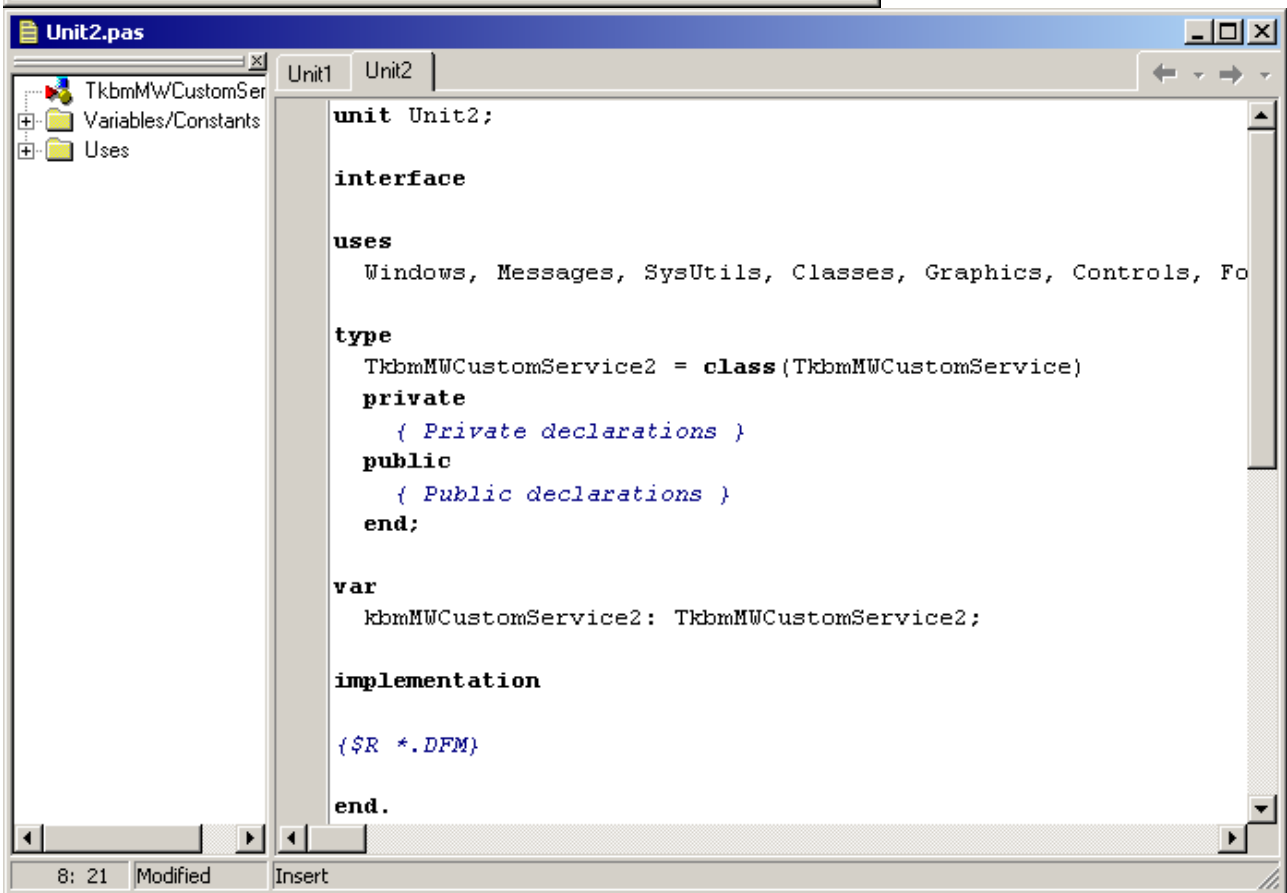 Unit2.pas
TkbmMWCustomSer
Variables/Constants
Uses
Unit1 Unit2
unit Unit2;
interface
uses
Windows, Messages, SysUtils, Classes, Graphics, Controls, Fo
type
TkbmMWCustomService2 = class(TkbmMWCustomService)
private
{ Private declarations }
public
{ Public declarations }
end;
var
kbmMWCustomService2: TkbmMWCustomService2;
implementation
{$R *.DFM}
end.
8: 21 Modified Insert